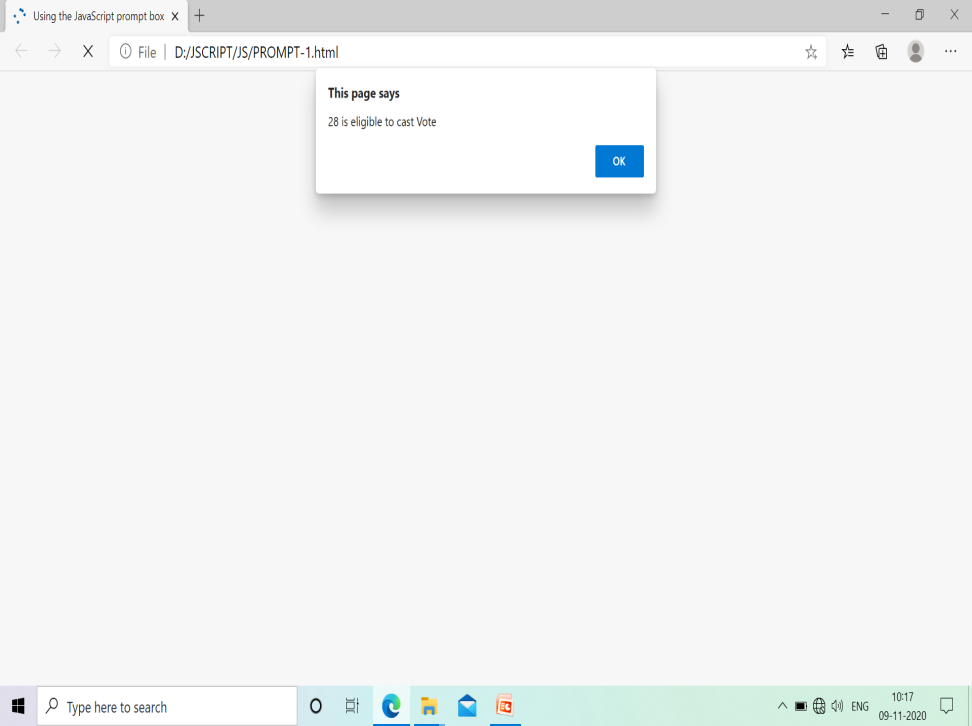 Using the JavaScript prompt box
File | D:/JSCRIPT/JS/PROMPT-1.html
This page says
28 is eligible to cast Vote
OK
Type here to search
ENG
10:17
09-11-2020